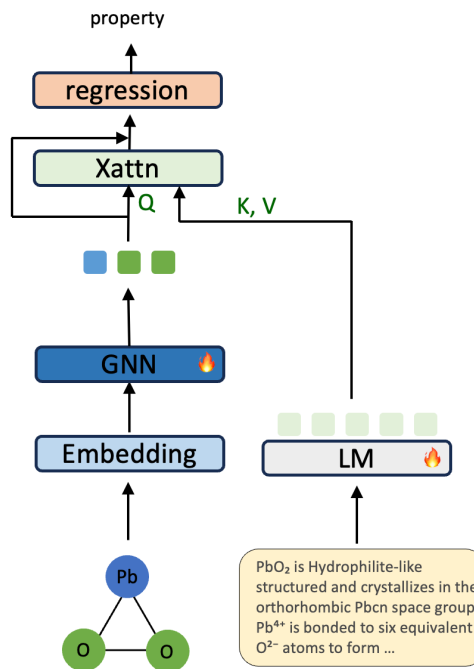 property
regression
Xattn
Q
K, V
GNN
Embedding
LM
Pb
O
O
PbO₂ is Hydrophilite-like
structured and crystallizes in the
orthorhombic Pbcn space group
Pb⁴⁺ is bonded to six equivalent
O²⁻ atoms to form ...